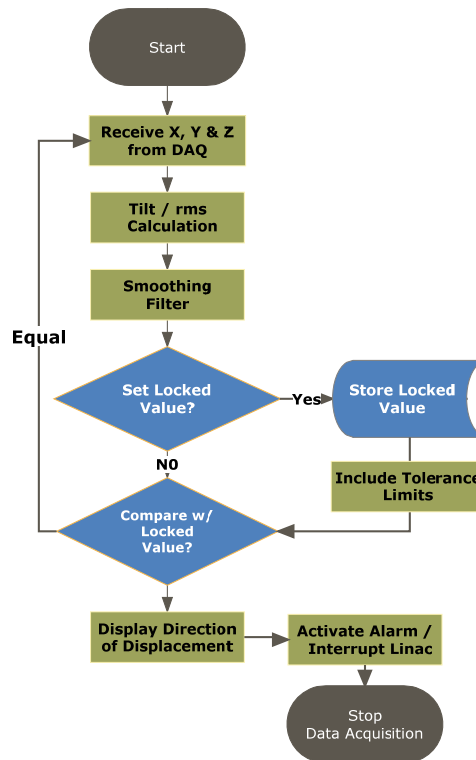 Start
Receive X, Y & Z
from DAQ
Tilt / rms
Calculation
Smoothing
Filter
Equal
Set Locked
Value?
Yes
Store Locked
Value
N0
Include Tolerance
Limits
Compare w/
Locked
Value?
Display Direction
of Displacement
Activate Alarm /
Interrupt Linac
Stop
Data Acquisition